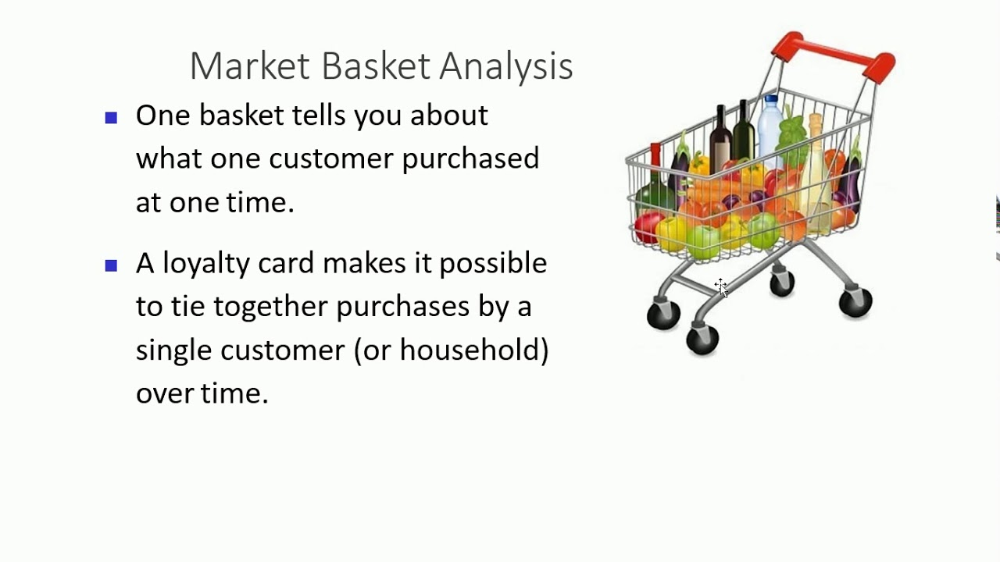 Market Basket Analysis
One basket tells you about
what one customer purchased
at one time.
A loyalty card makes it possible
to tie together purchases by a
single customer (or household)
over time.